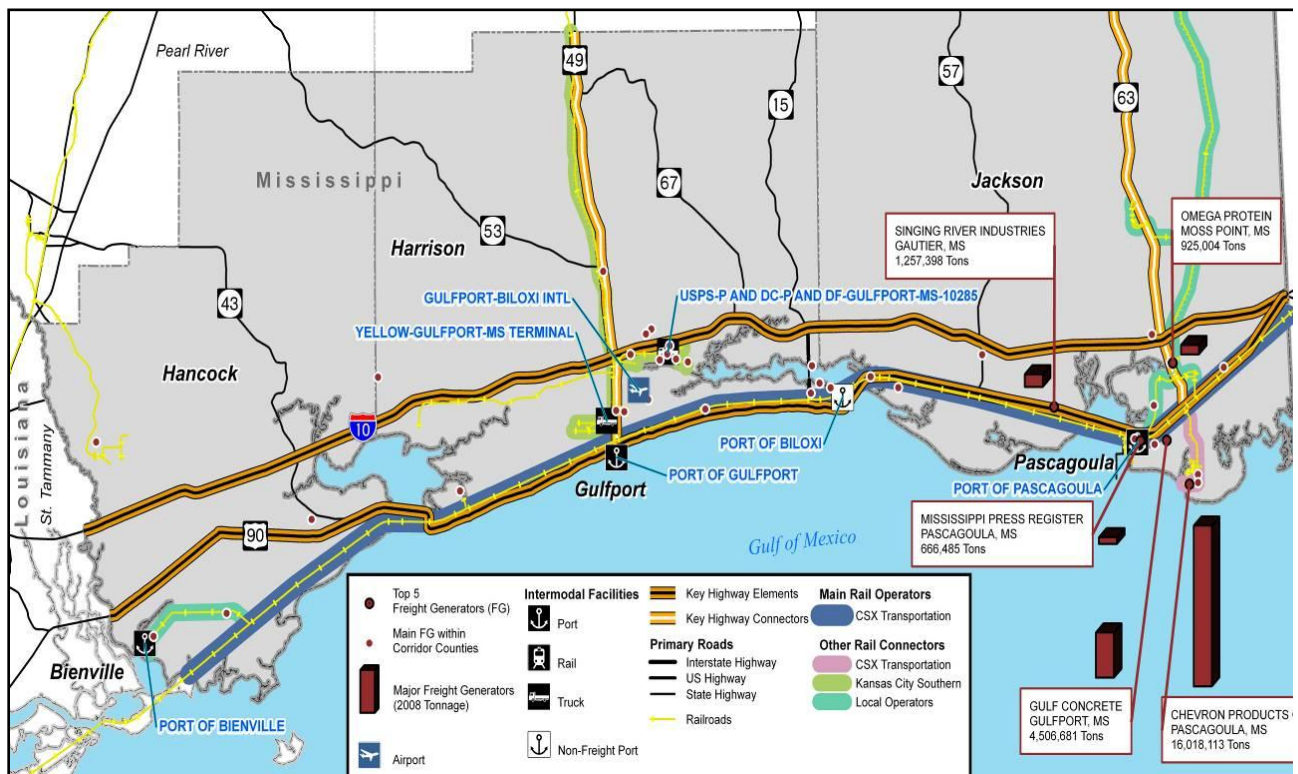 Pearl River
49
57
15
63
Mississippi
67
Jackson
53
Harrison
SINGING RIVER INDUSTRIES
GAUTIER, MS
1,257,398 Tons
OMEGA PROTEIN
MOSS POINT, MS
925,004 Tons
GULFPORT-BILOXI INTL
USPS-P AND DC-P AND DF-GULFPORT-MS-10285
43
YELLOW-GULFPORT-MS TERMINAL
Hancock
10
Louisiana
St. Tammany
PORT OF BILOXI
Pascagoula
PORT OF GULFPORT
Gulfport
PORT OF PASCAGOULA
90
Gulf of Mexico
MISSISSIPPI PRESS REGISTER
PASCAGOULA, MS
666,485 Tons
Bienville
PORT OF BIENVILLE
Top 5
Freight Generators (FG)
Main FG within
Corridor Counties
Major Freight Generators
(2008 Tonnage)
Airport
Intermodal Facilities
Port
Rail
Truck
Non-Freight Port
Key Highway Elements
Key Highway Connectors
Primary Roads
Interstate Highway
US Highway
State Highway
Railroads
Main Rail Operators
CSX Transportation
Other Rail Connectors
CSX Transportation
Kansas City Southern
Local Operators
GULF CONCRETE
GULFPORT, MS
4,506,681 Tons
CHEVRON PRODUCTS
PASCAGOULA, MS
16,018,113 Tons